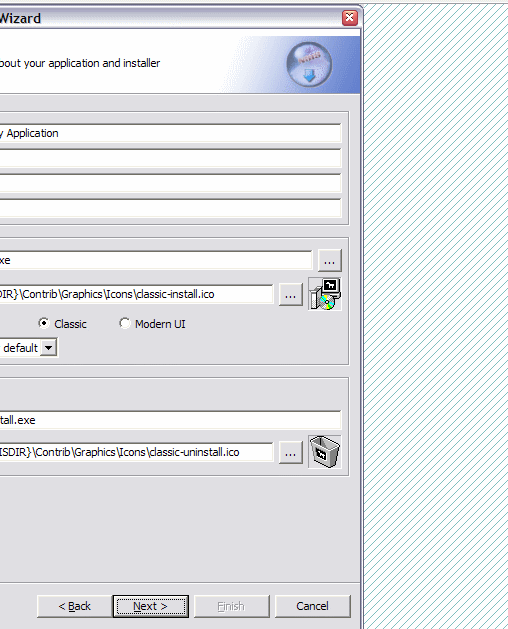 Wizard
bout your application and installer
y Application
xe
...
DIR}\Contrib\Graphics\Icons\classic-install.ico
...
Classic
Modern UI
default
tall.exe
ISDIR}\Contrib\Graphics\Icons\classic-uninstall.ico
...
< Back
Next >
Finish
Cancel